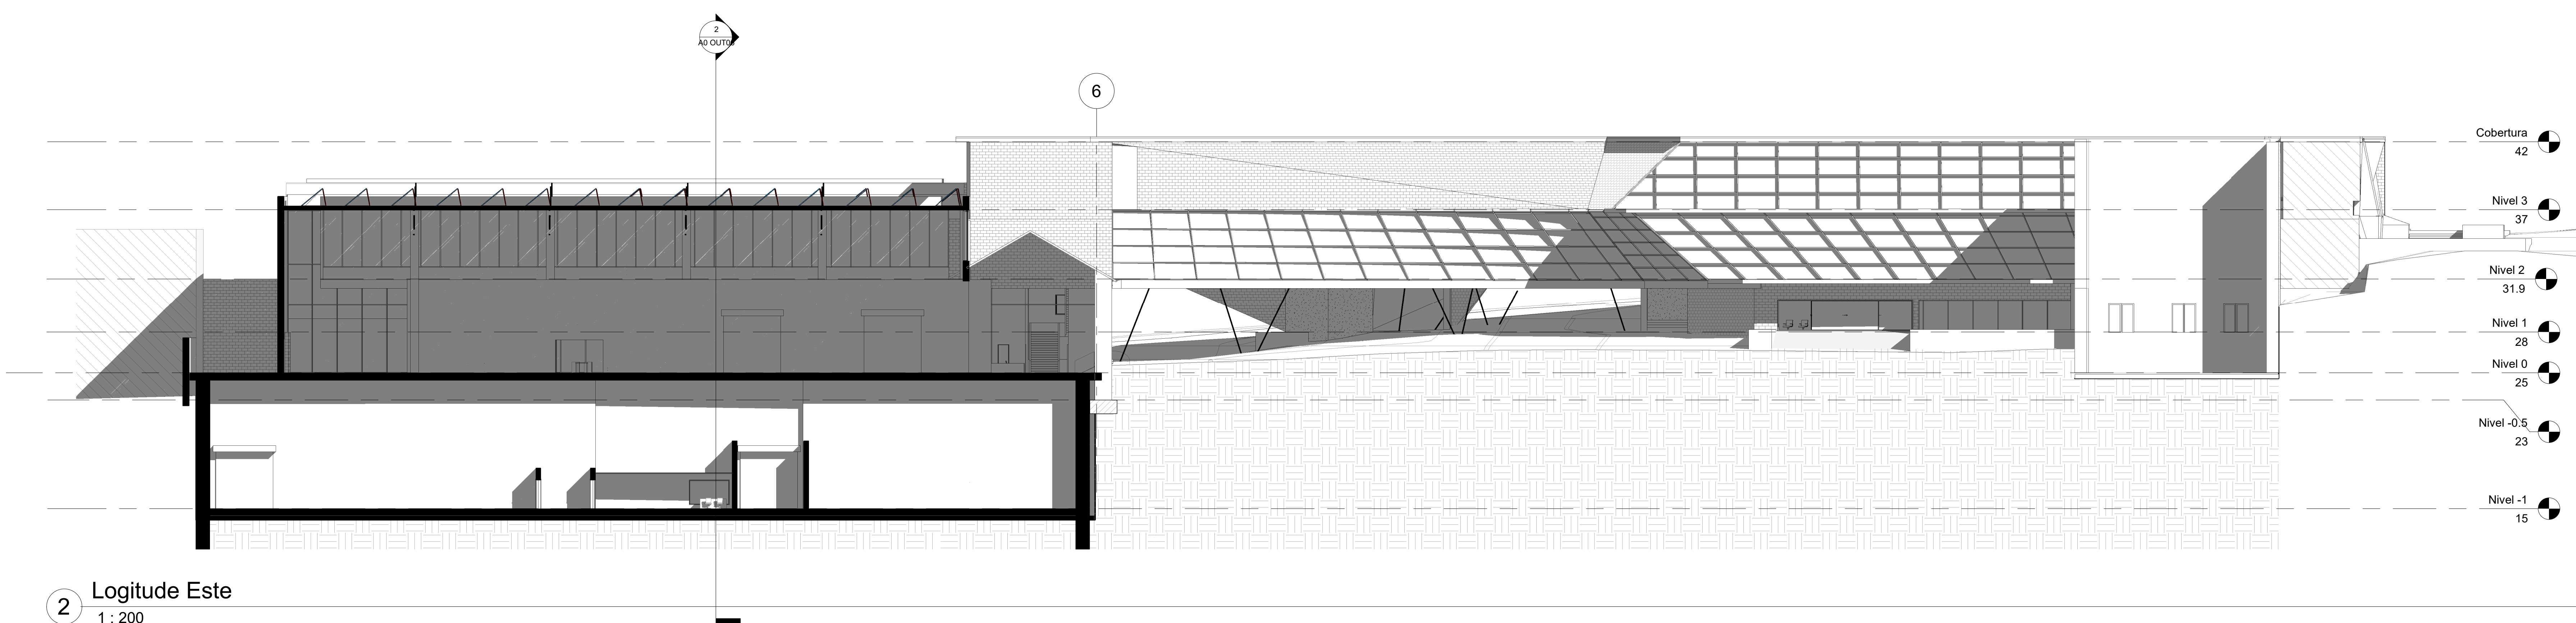 2
A0 OUT06
6
Cobertura
42
Nivel 3
37
Nivel 2
31.9
Nivel 1
28
Nivel 0
25
Nivel -0.5
23
Nivel -1
15
2
Logitude Este
1 : 200